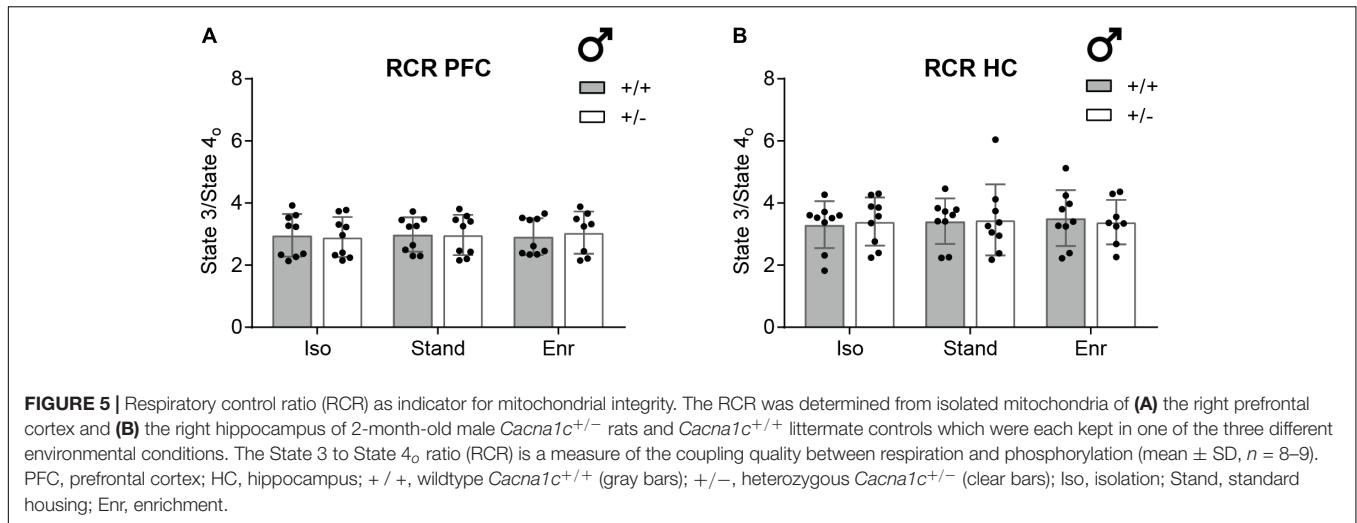 A
RCR PFC
+/+
+/-
State 3/State 4o
8
6
4
2
0
Iso Stand Enr
B
RCR HC
+/+
+/-
State 3/State 4o
8
6
4
2
0
Iso Stand Enr
FIGURE 5 | Respiratory control ratio (RCR) as indicator for mitochondrial integrity. The RCR was determined from isolated mitochondria of (A) the right prefrontal
cortex and (B) the right hippocampus of 2-month-old male Cacna1c+/− rats and Cacna1c+/+ littermate controls which were each kept in one of the three different
environmental conditions. The State 3 to State 4o ratio (RCR) is a measure of the coupling quality between respiration and phosphorylation (mean ± SD, n = 8–9).
PFC, prefrontal cortex; HC, hippocampus; + / +, wildtype Cacna1c+/+ (gray bars); +/−, heterozygous Cacna1c+/− (clear bars); Iso, isolation; Stand, standard
housing; Enr, enrichment.